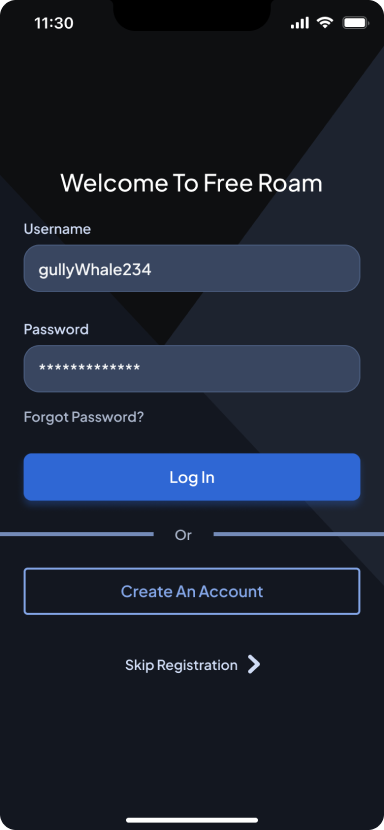 11:30
Welcome To Free Roam
Username
gullyWhale234
Password
*************
Forgot Password?
Log In
Or
Create An Account
Skip Registration